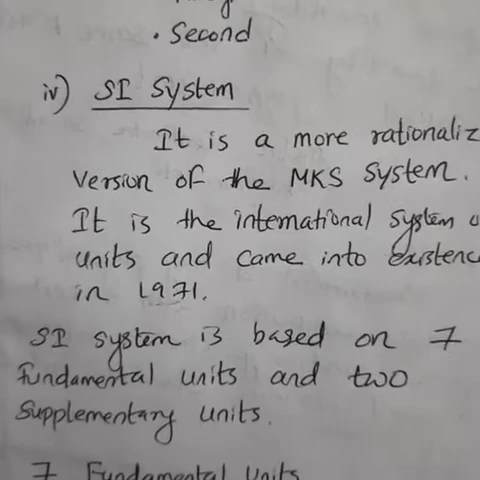 . Second
iv) SI System
It is a more rationaliz
Version of the MKS System.
It is the international system o
units and came into existenc
in 1971.
SI system is based on 7
Fundamental units and two
Supplementary units.
7 Fundamental Units